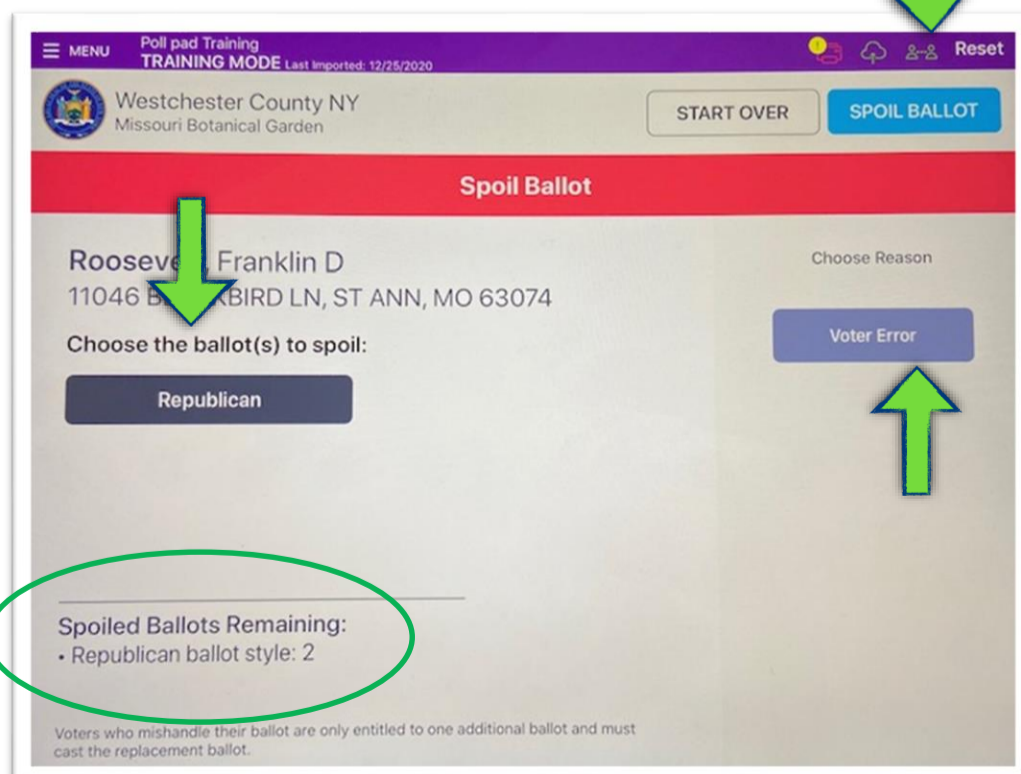 MENU
Poll pad Training
TRAINING MODE Last Imported: 12/25/2020
Reset
Westchester County NY
Missouri Botanical Garden
START OVER
SPOIL BALLOT
Spoil Ballot
Franklin D
11046 LN, ST ANN, MO 63074
Choose the ballot(s) to spoil:
Republican
Choose Reason
Voter Error
Spoiled Ballots Remaining:
• Republican ballot style: 2
Voters who mishandle their ballot are only entitled to one additional ballot and must
cast the replacement ballot.